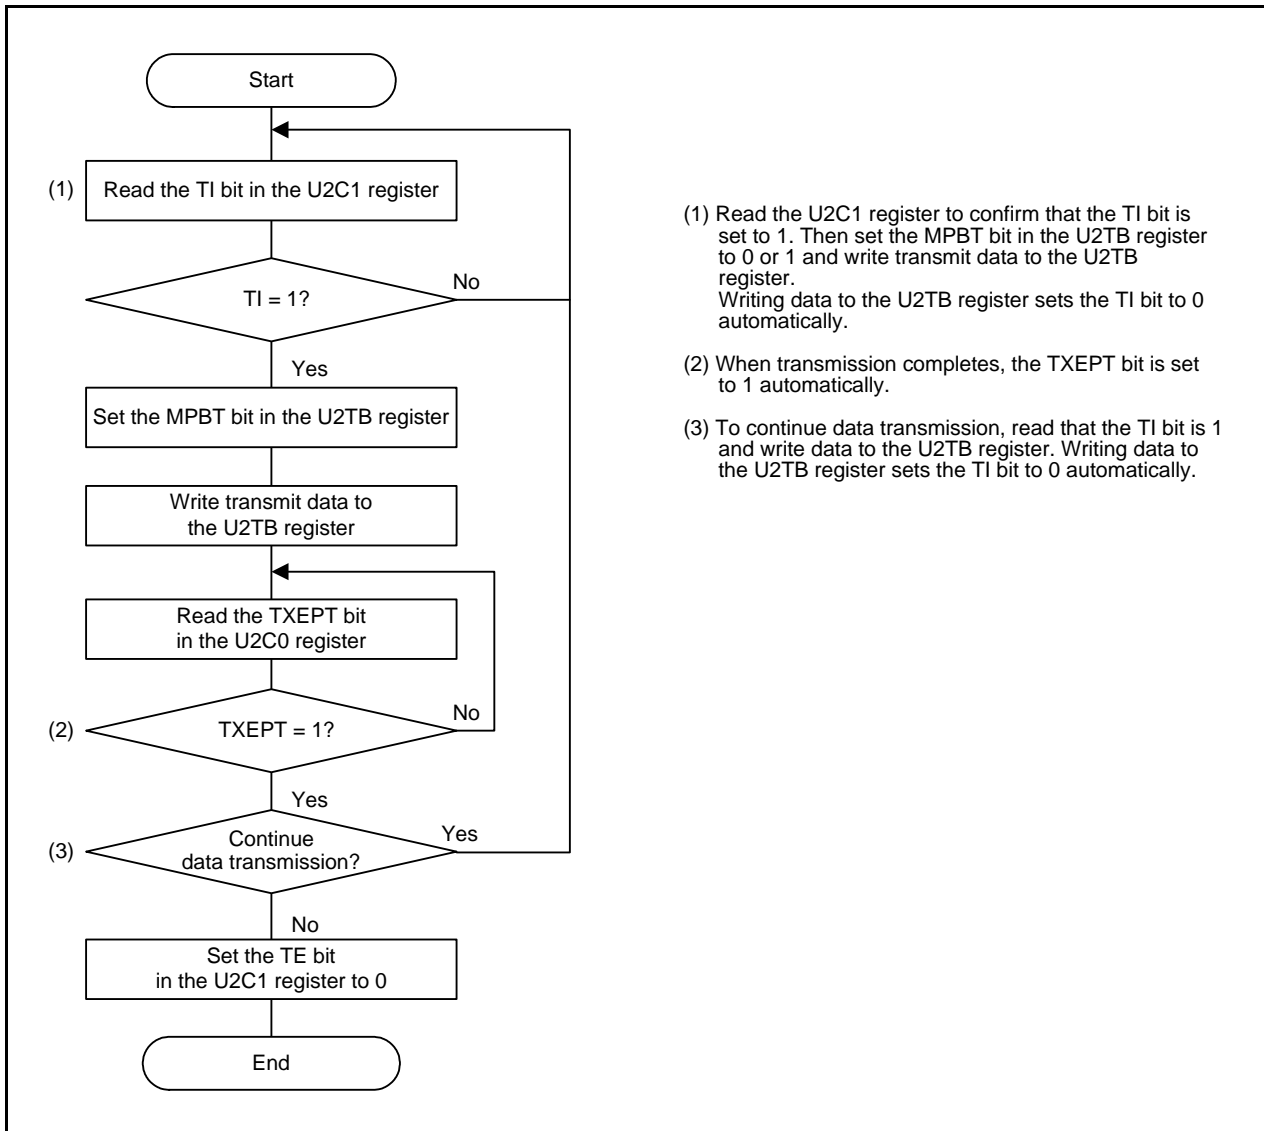 Start
(1)
Read the TI bit in the U2C1 register
TI = 1?
No
Yes
Set the MPBT bit in the U2TB register
Write transmit data to
the U2TB register
Read the TXEPT bit
in the U2C0 register
(2)
TXEPT = 1?
No
Yes
(3)
Continue
data transmission?
Yes
No
Set the TE bit
in the U2C1 register to 0
End
(1) Read the U2C1 register to confirm that the TI bit is
set to 1. Then set the MPBT bit in the U2TB register
to 0 or 1 and write transmit data to the U2TB
register.
Writing data to the U2TB register sets the TI bit to 0
automatically.
(2) When transmission completes, the TXEPT bit is set
to 1 automatically.
(3) To continue data transmission, read that the TI bit is 1
and write data to the U2TB register. Writing data to
the U2TB register sets the TI bit to 0 automatically.